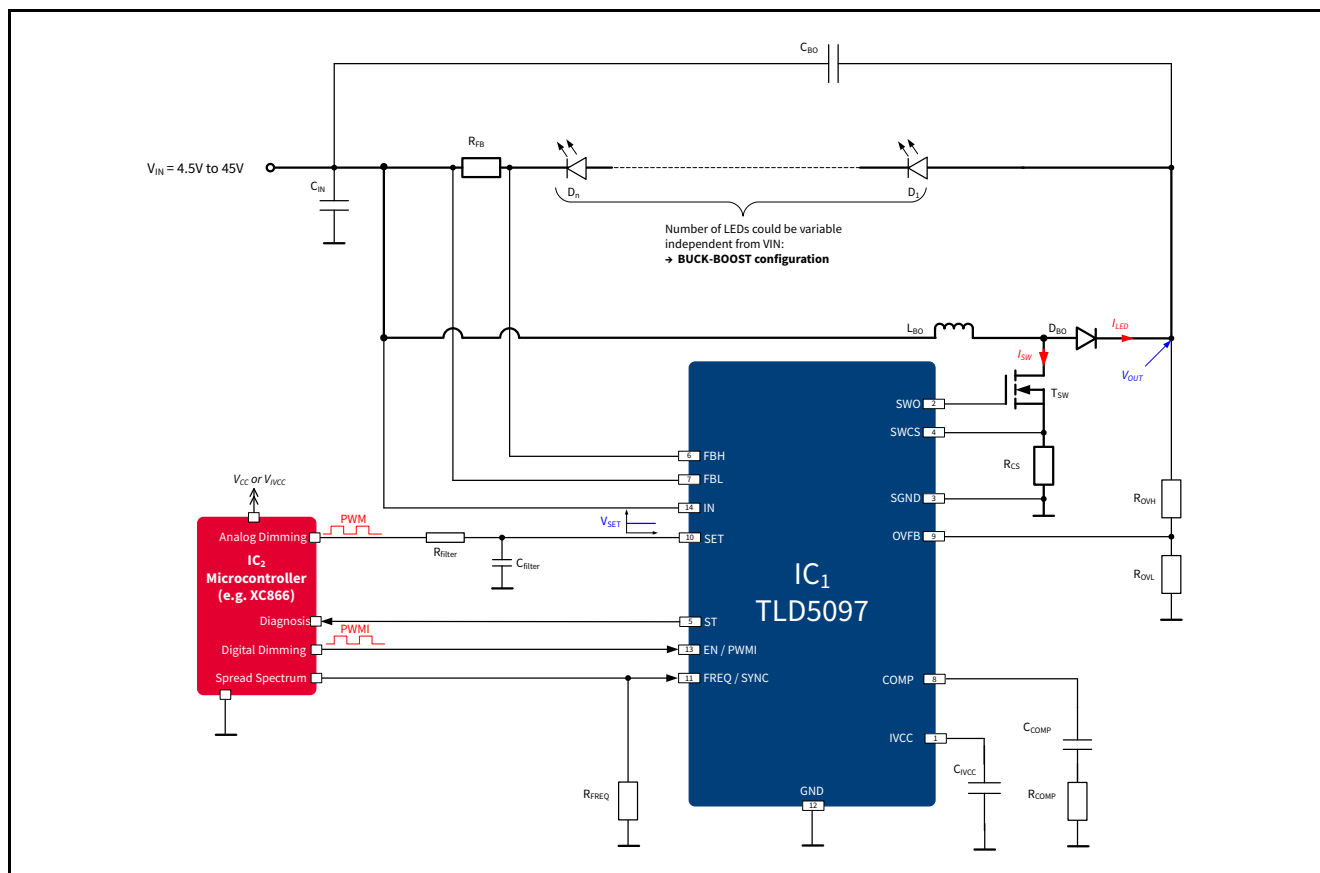 C_BO
R_FB
V_IN = 4.5V to 45V
C_IN
D_n
D_1
Number of LEDs could be variable
independent from VIN:
→ BUCK-BOOST configuration
L_BO
D_BO
I_LED
I_SW
V_OUT
T_SW
SWO
2
SWCS
4
R_CS
SGND
3
OVFB
9
R_OVH
R_OVL
6
FBH
7
FBL
14
IN
V_SET
10
SET
V_CC or V_IVCC
Analog Dimming
PWM
R_filter
C_filter
IC_2
Microcontroller
(e.g. XC866)
IC_1
TLD5097
Diagnosis
5
ST
PWMI
Digital Dimming
13
EN / PWMI
Spread Spectrum
11
FREQ / SYNC
COMP
8
C_COMP
IVCC
1
C_IVCC
R_COMP
R_FREQ
GND
12